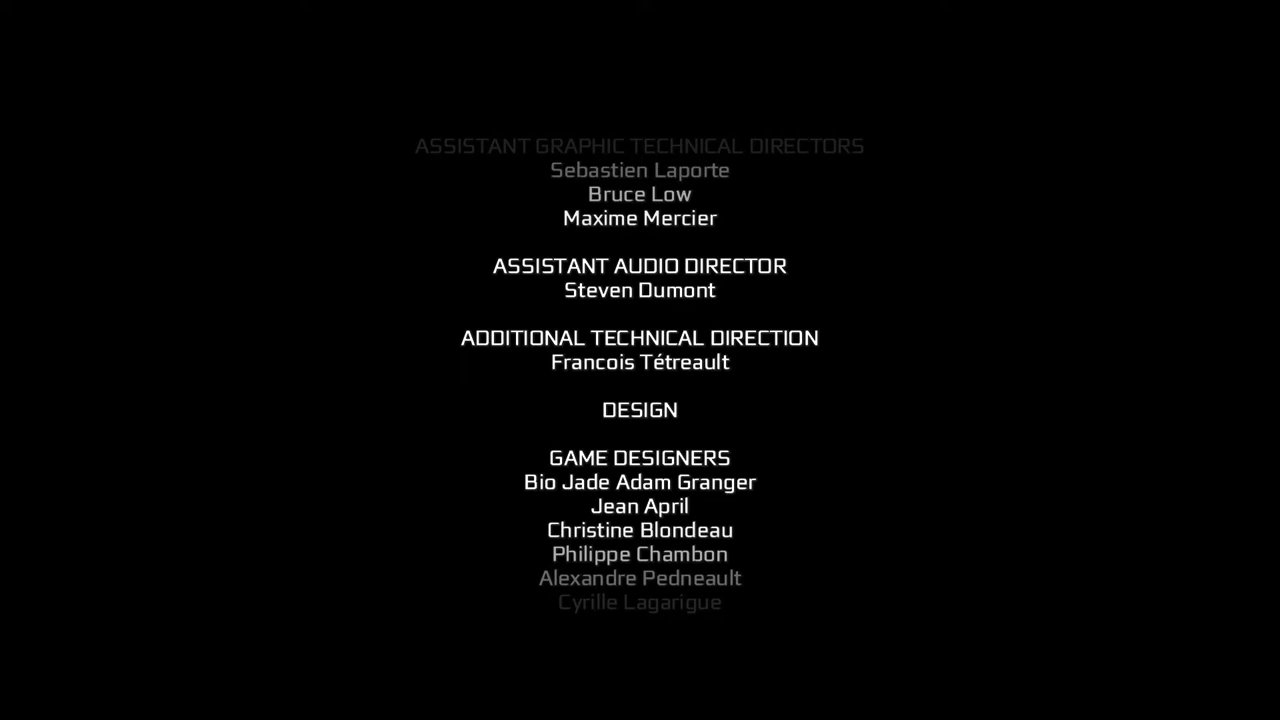 ASSISTANT GRAPHIC TECHNICAL DIRECTORS
Sebastien Laporte
Bruce Low
Maxime Mercier
ASSISTANT AUDIO DIRECTOR
Steven Dumont
ADDITIONAL TECHNICAL DIRECTION
Francois Tétreault
DESIGN
GAME DESIGNERS
Bio Jade Adam Granger
Jean April
Christine Blondeau
Philippe Chambon
Alexandre Pedneault
Cyrille Lagarigue